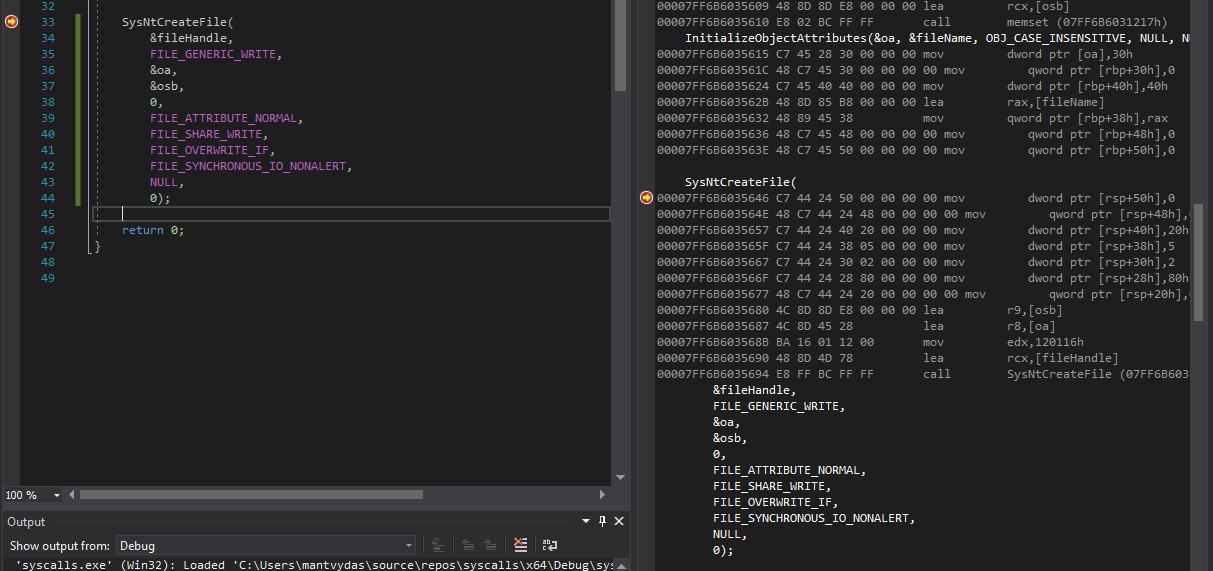 32
33 SysNtCreateFile(
34 &fileHandle,
35 FILE_GENERIC_WRITE,
36 &oa,
37 &osb,
38 0,
39 FILE_ATTRIBUTE_NORMAL,
40 FILE_SHARE_WRITE,
41 FILE_OVERWRITE_IF,
42 FILE_SYNCHRONOUS_IO_NONALERT,
43 NULL,
44 0);
45
46 return 0;
47 }
48
49
100 %
Output
Show output from: Debug
'syscalls.exe' (Win32): Loaded 'C:\Users\mantvydas\source\repos\syscalls\x64\Debug\sys
00007FF6B6035609 48 8D 8D E8 00 00 00 lea rcx,[osb]
00007FF6B6035610 E8 02 BC FF FF call memset (07FF6B6031217h)
InitializeObjectAttributes(&oa, &fileName, OBJ_CASE_INSENSITIVE, NULL, N
00007FF6B6035615 C7 45 28 30 00 00 00 mov dword ptr [oa],30h
00007FF6B603561C 48 C7 45 30 00 00 00 00 mov qword ptr [rbp+30h],0
00007FF6B6035624 C7 45 40 40 00 00 00 mov dword ptr [rbp+40h],40h
00007FF6B603562B 48 8D 85 B8 00 00 00 lea rax,[fileName]
00007FF6B6035632 48 89 45 38 mov qword ptr [rbp+38h],rax
00007FF6B6035636 48 C7 45 48 00 00 00 00 mov qword ptr [rbp+48h],0
00007FF6B603563E 48 C7 45 50 00 00 00 00 mov qword ptr [rbp+50h],0
SysNtCreateFile(
00007FF6B6035646 C7 44 24 50 00 00 00 00 mov dword ptr [rsp+50h],0
00007FF6B603564E 48 C7 44 24 48 00 00 00 00 mov qword ptr [rsp+48h],
00007FF6B6035657 C7 44 24 40 20 00 00 00 mov dword ptr [rsp+40h],20h
00007FF6B603565F C7 44 24 38 05 00 00 00 mov dword ptr [rsp+38h],5
00007FF6B6035667 C7 44 24 30 02 00 00 00 mov dword ptr [rsp+30h],2
00007FF6B603566F C7 44 24 28 80 00 00 00 mov dword ptr [rsp+28h],80h
00007FF6B6035677 48 C7 44 24 20 00 00 00 00 mov qword ptr [rsp+20h],
00007FF6B6035680 4C 8D 8D E8 00 00 00 lea r9,[osb]
00007FF6B6035687 4C 8D 45 28 lea r8,[oa]
00007FF6B603568B BA 16 01 12 00 mov edx,120116h
00007FF6B6035690 48 8D 4D 78 lea rcx,[fileHandle]
00007FF6B6035694 E8 FF BC FF FF call SysNtCreateFile (07FF6B603
&fileHandle,
FILE_GENERIC_WRITE,
&oa,
&osb,
0,
FILE_ATTRIBUTE_NORMAL,
FILE_SHARE_WRITE,
FILE_OVERWRITE_IF,
FILE_SYNCHRONOUS_IO_NONALERT,
NULL,
0);